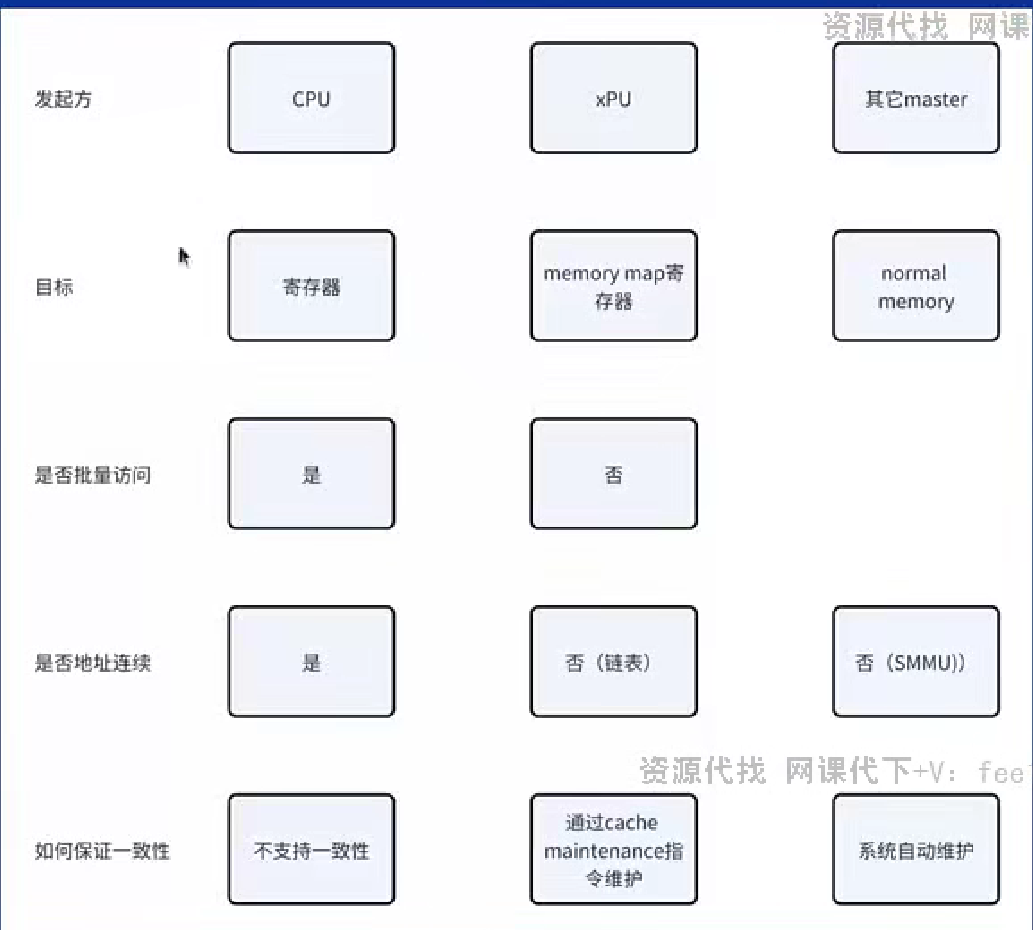 资源代找 网课
发起方
CPU
xPU
其它master
目标
寄存器
memory map寄
存器
normal
memory
是否批量访问
是
否
是否地址连续
是
否（链表）
否（SMMU)）
资源代找 网课代下+V: fee
如何保证一致性
不支持一致性
通过cache
maintenance指
令维护
系统自动维护